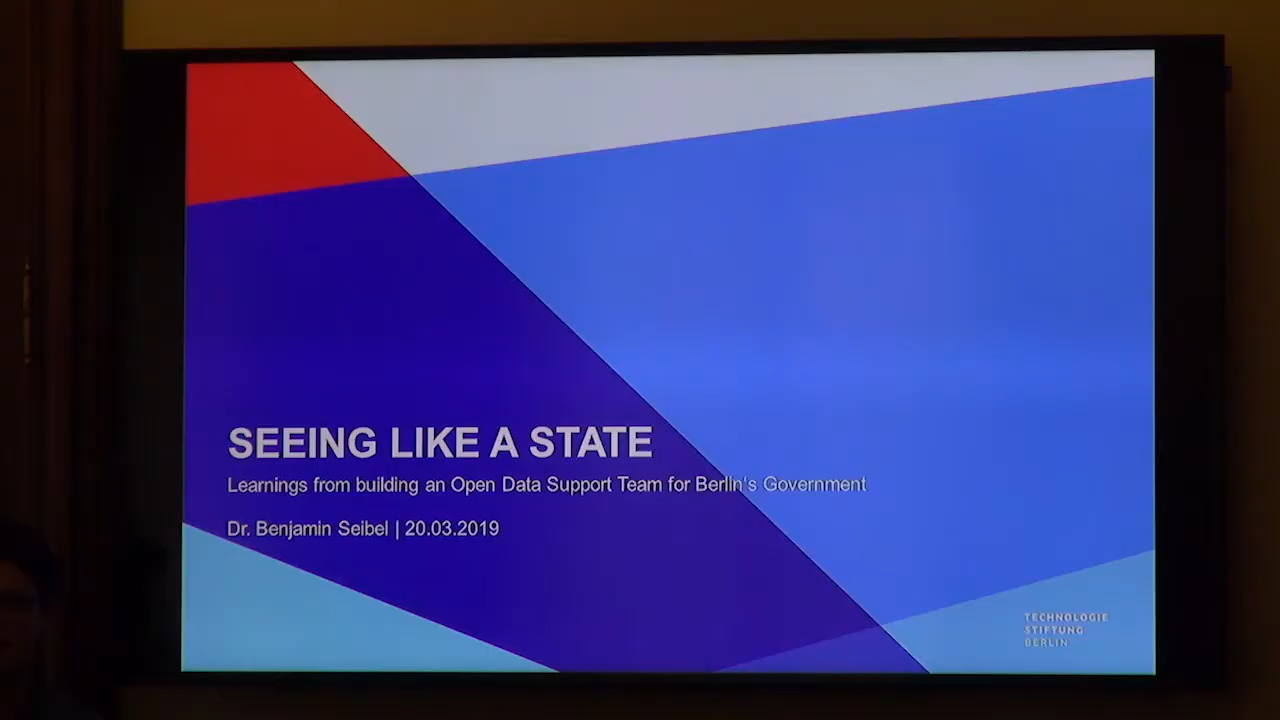 SEEING LIKE A STATE
Learnings from building an Open Data Support Team for Berlin's Government
Dr. Benjamin Seibel | 20.03.2019
TECHNOLOGIE
STIFTUNG
BERLIN